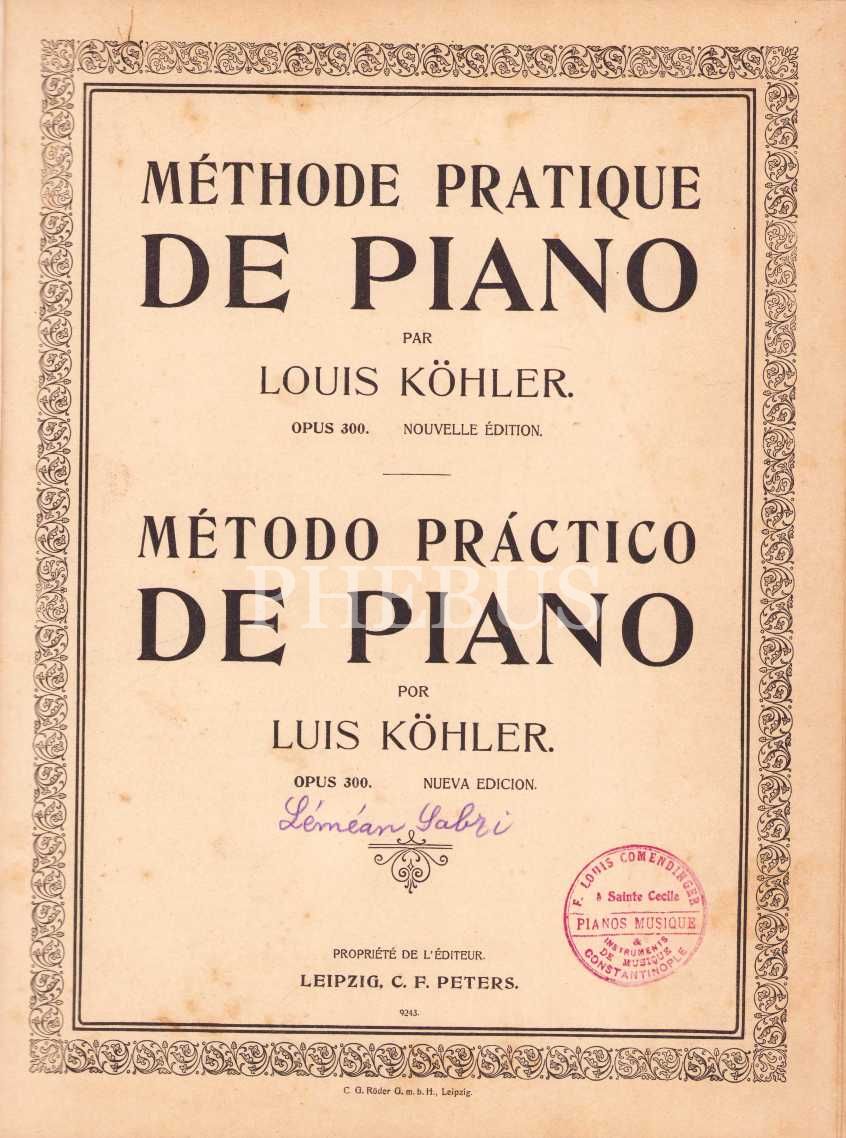 MÉTHODE PRATIQUE
DE PIANO
PAR
LOUIS KÖHLER.
OPUS 300. NOUVELLE ÉDITION.
MÉTODO PRÁCTICO
PHEBUS
DE PIANO
POR
LUIS KÖHLER.
OPUS 300. NUEVA EDICION.
Léméan Sabri
F. LOUIS COMENDINGER
à Sainte Cecile
PIANOS MUSIQUE
&
INSTRUMENTS
DE MUSIQUE
CONSTANTINOPLE
PROPRIÉTÉ DE L'ÉDITEUR.
LEIPZIG, C. F. PETERS.
9243.
C. G. Röder G. m. b. H., Leipzig.